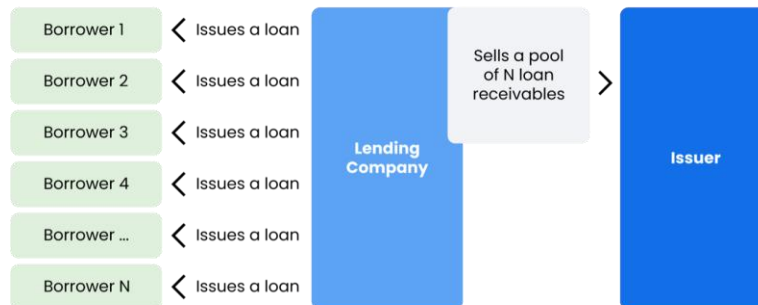 Borrower 1
Issues a loan
Borrower 2
Issues a loan
Borrower 3
Issues a loan
Borrower 4
Issues a loan
Borrower ...
Issues a loan
Borrower N
Issues a loan
Lending
Company
Sells a pool
of N loan
receivables
Issuer